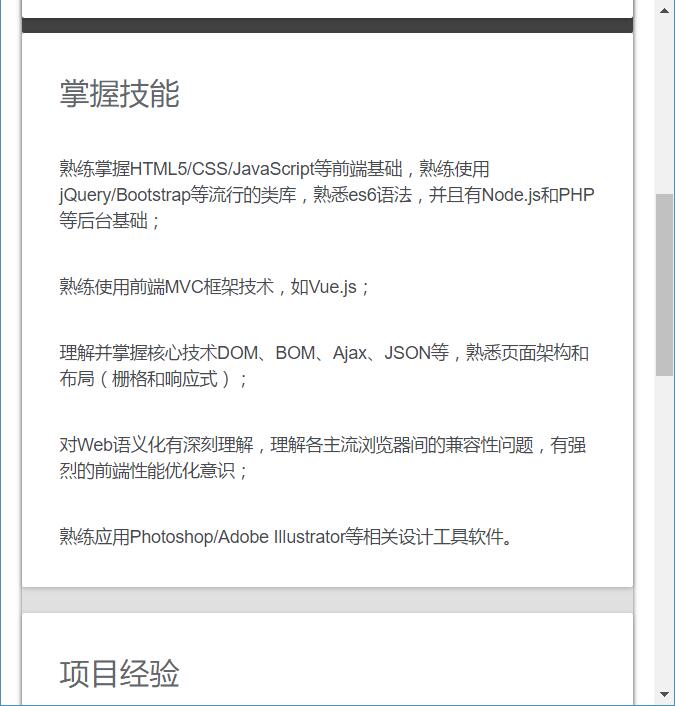 掌握技能
熟练掌握HTML5/CSS/JavaScript等前端基础，熟练使用
jQuery/Bootstrap等流行的类库，熟悉es6语法，并且有Node.js和PHP
等后台基础；
熟练使用前端MVC框架技术，如Vue.js；
理解并掌握核心技术DOM、BOM、Ajax、JSON等，熟悉页面架构和
布局（栅格和响应式）；
对Web语义化有深刻理解，理解各主流浏览器间的兼容性问题，有强
烈的前端性能优化意识；
熟练应用Photoshop/Adobe Illustrator等相关设计工具软件。
项目经验